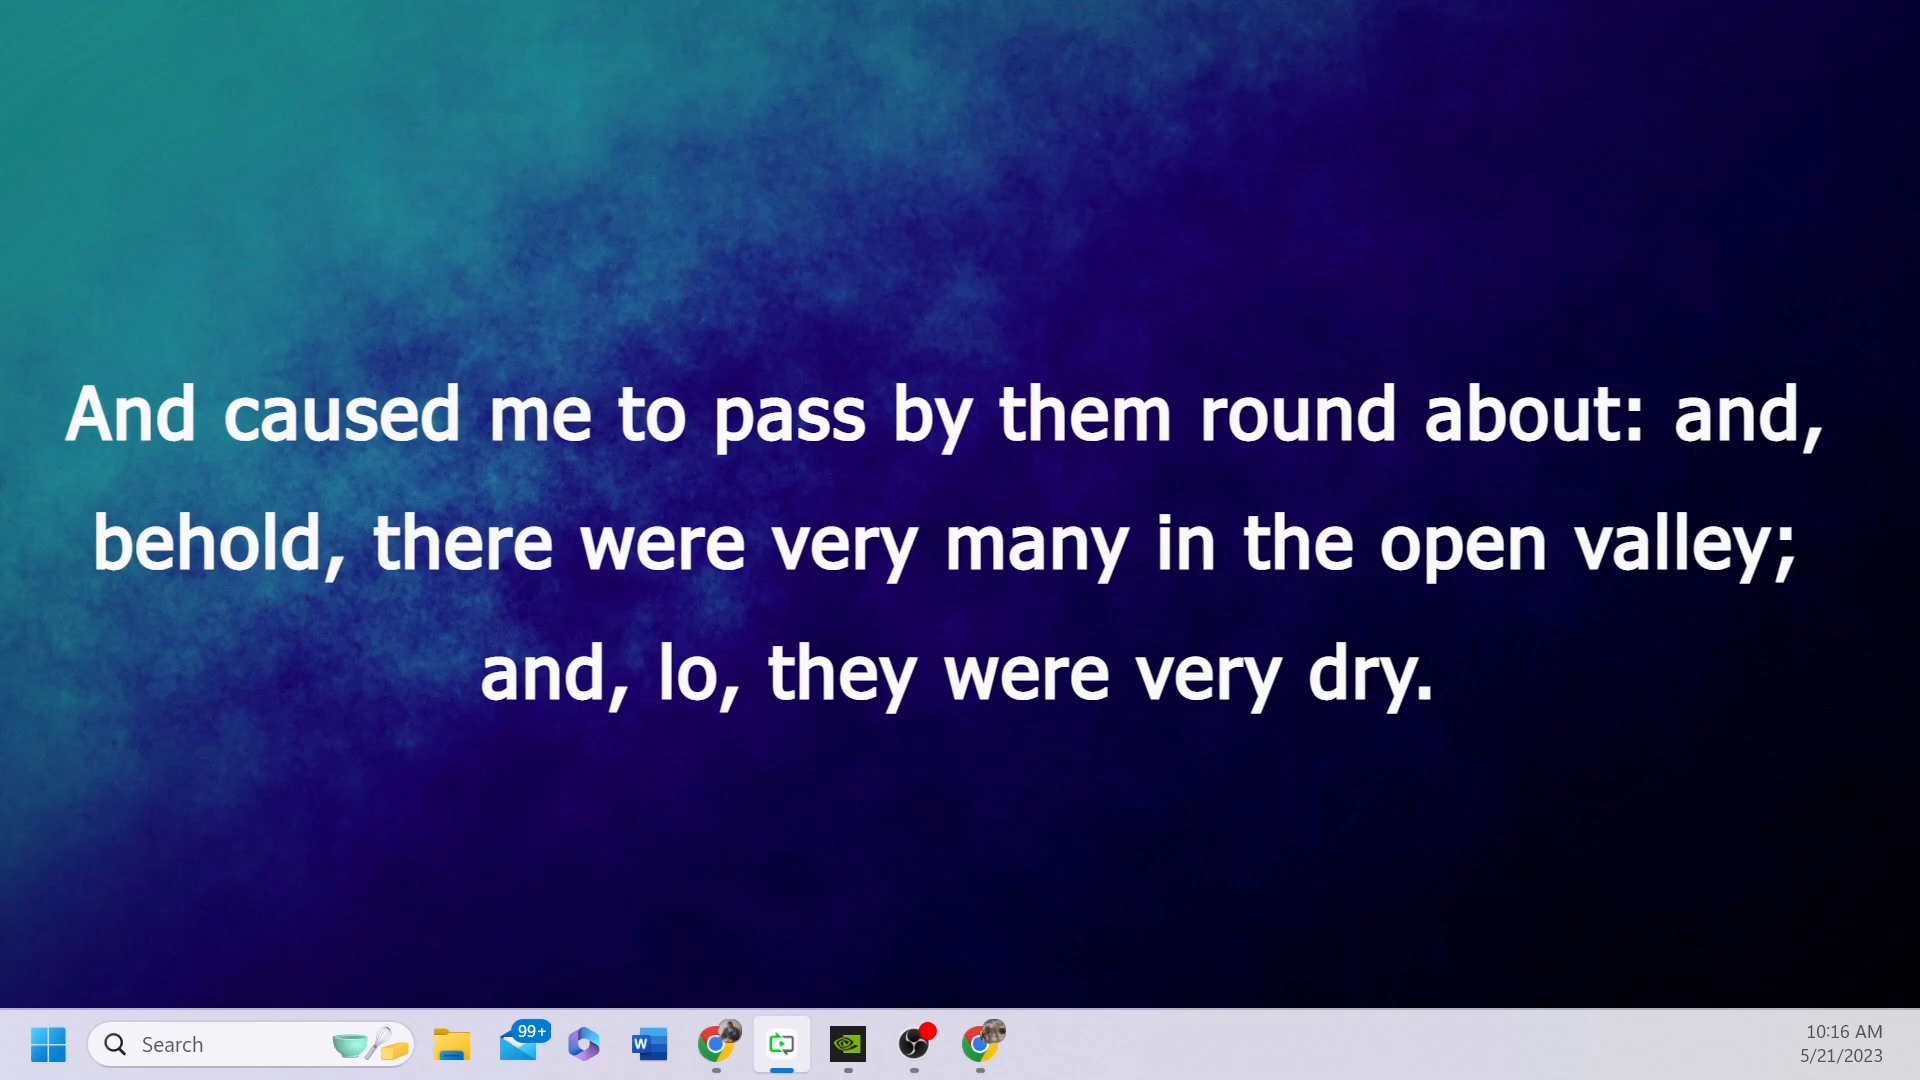 And caused me to pass by them round about: and,
behold, there were very many in the open valley;
and, lo, they were very dry.
Search
99+
W
10:16 AM
5/21/2023